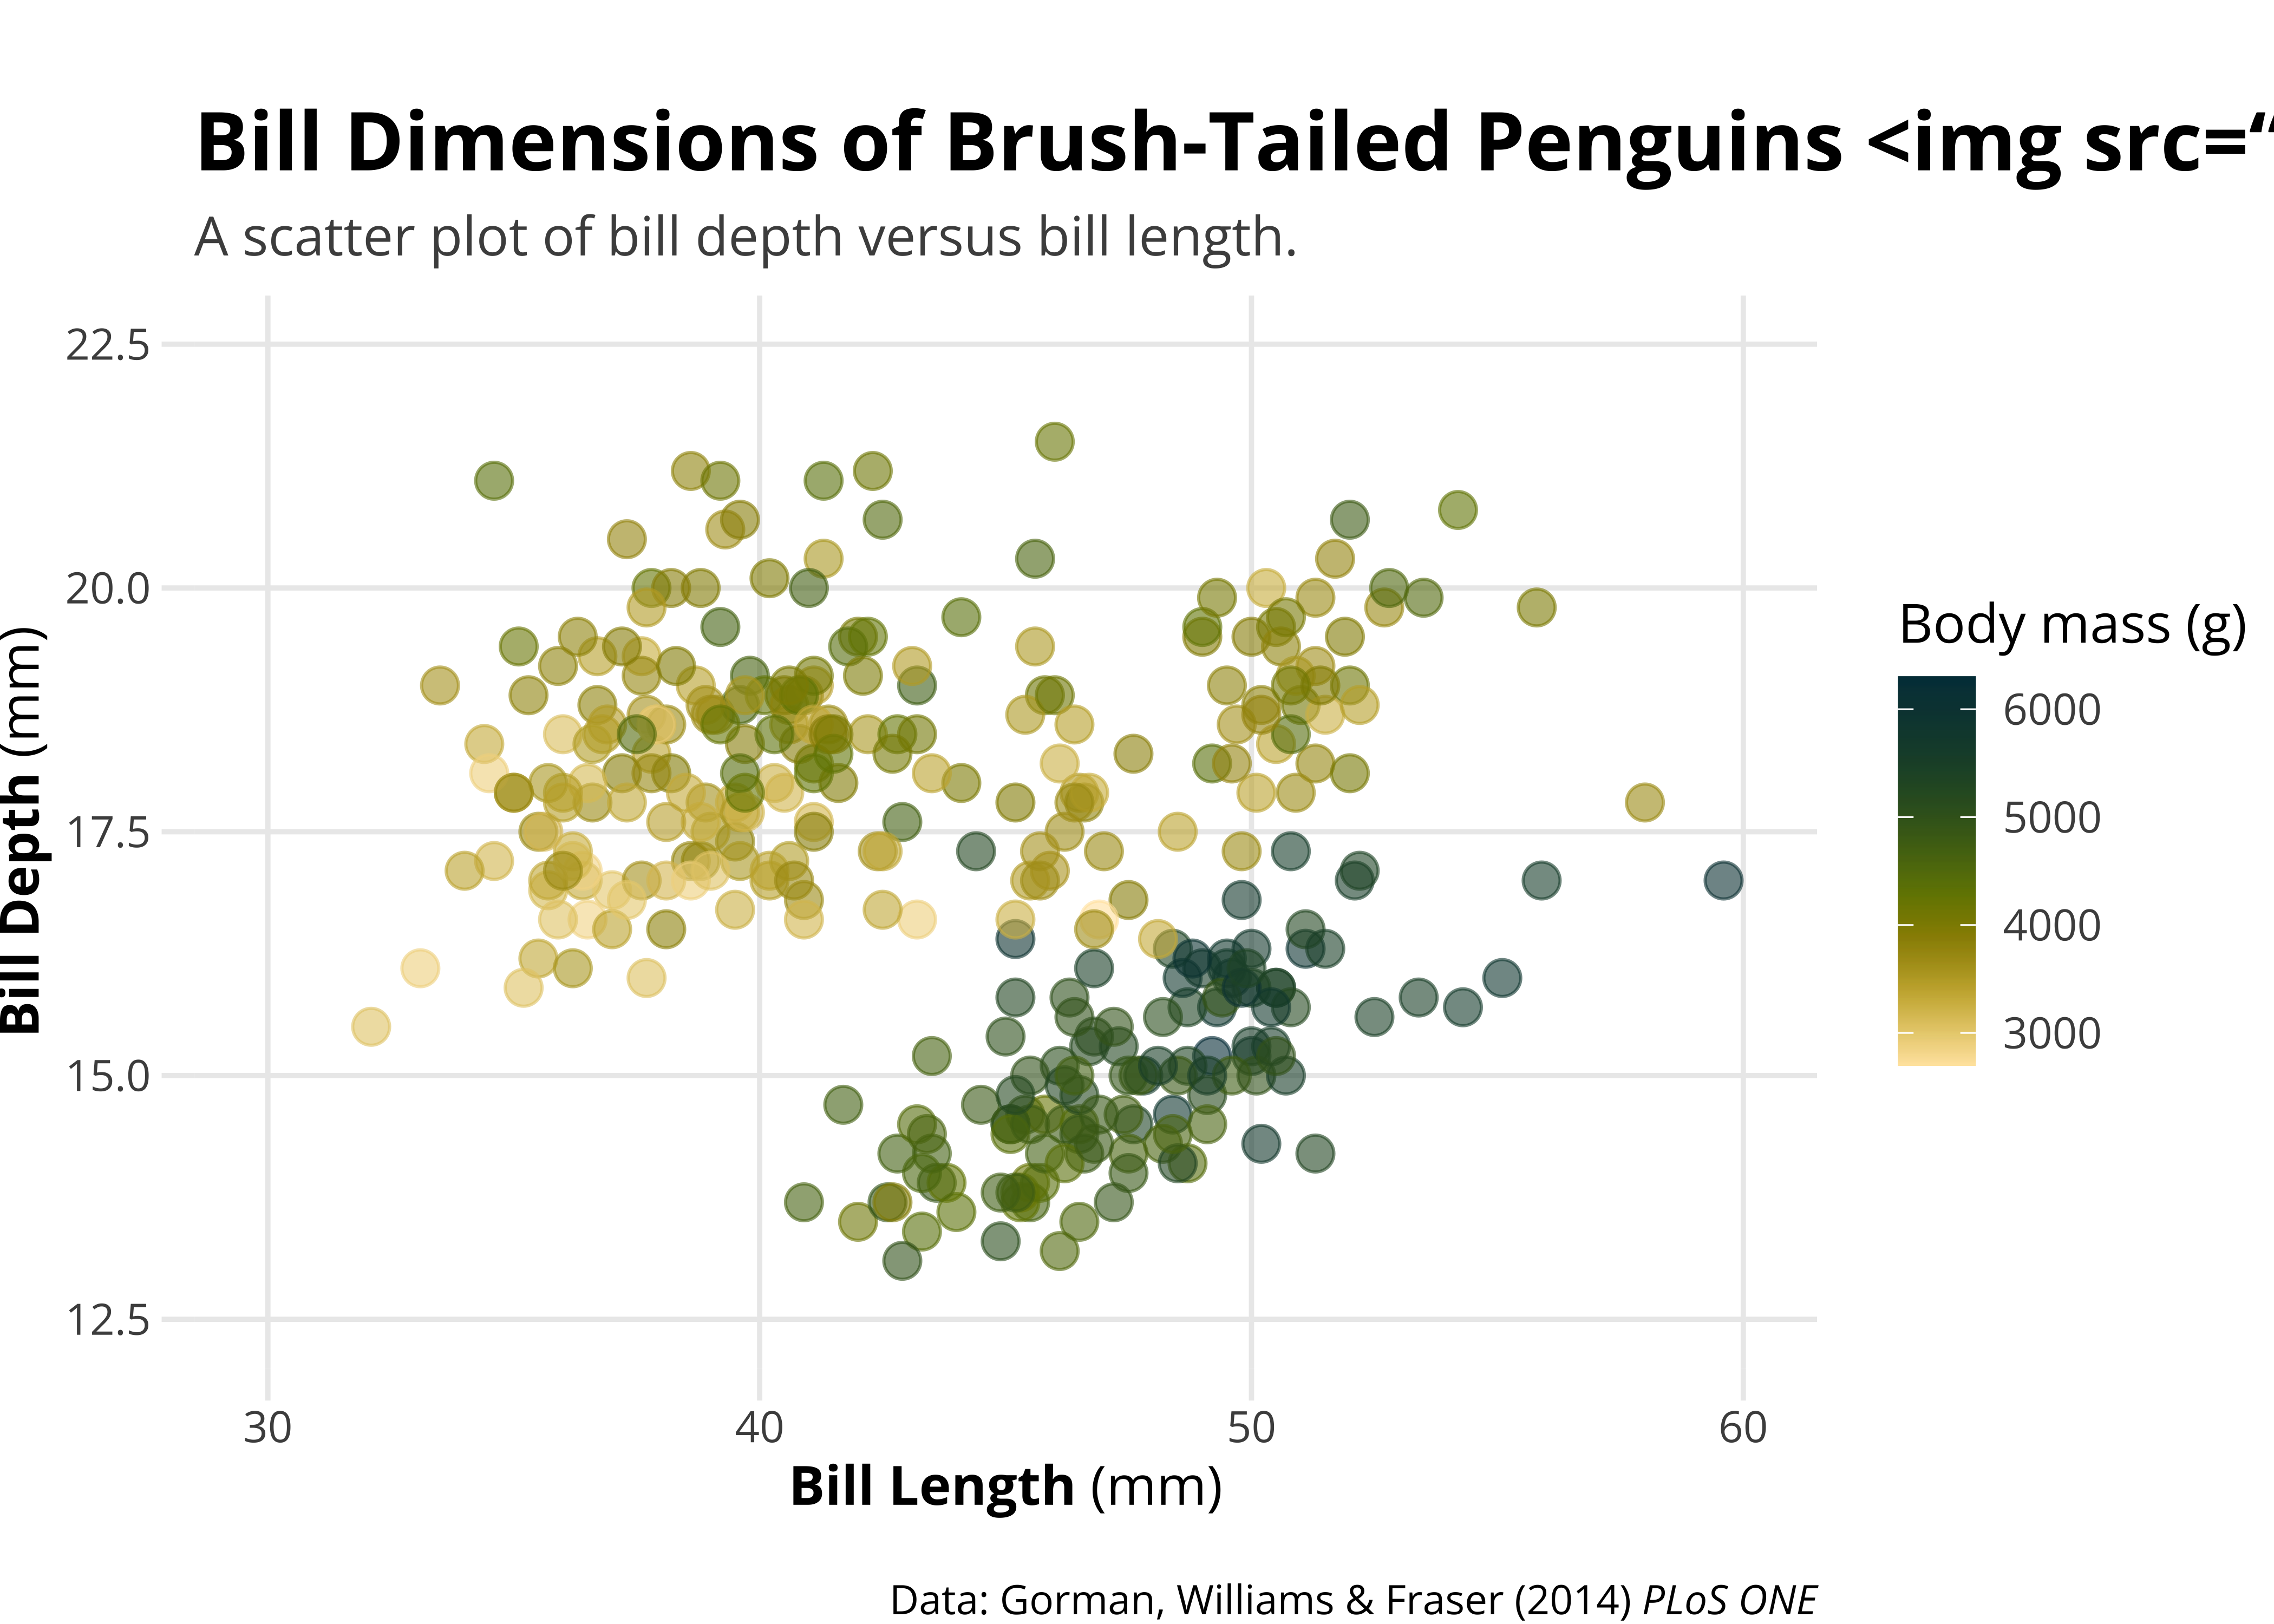 Bill Dimensions of Brush-Tailed Penguins <img src=“
A scatter plot of bill depth versus bill length.
22.5
20.0
17.5
15.0
12.5
Bill Depth (mm)
30 40 50 60
Bill Length (mm)
Body mass (g)
6000
5000
4000
3000
Data: Gorman, Williams & Fraser (2014) PLoS ONE